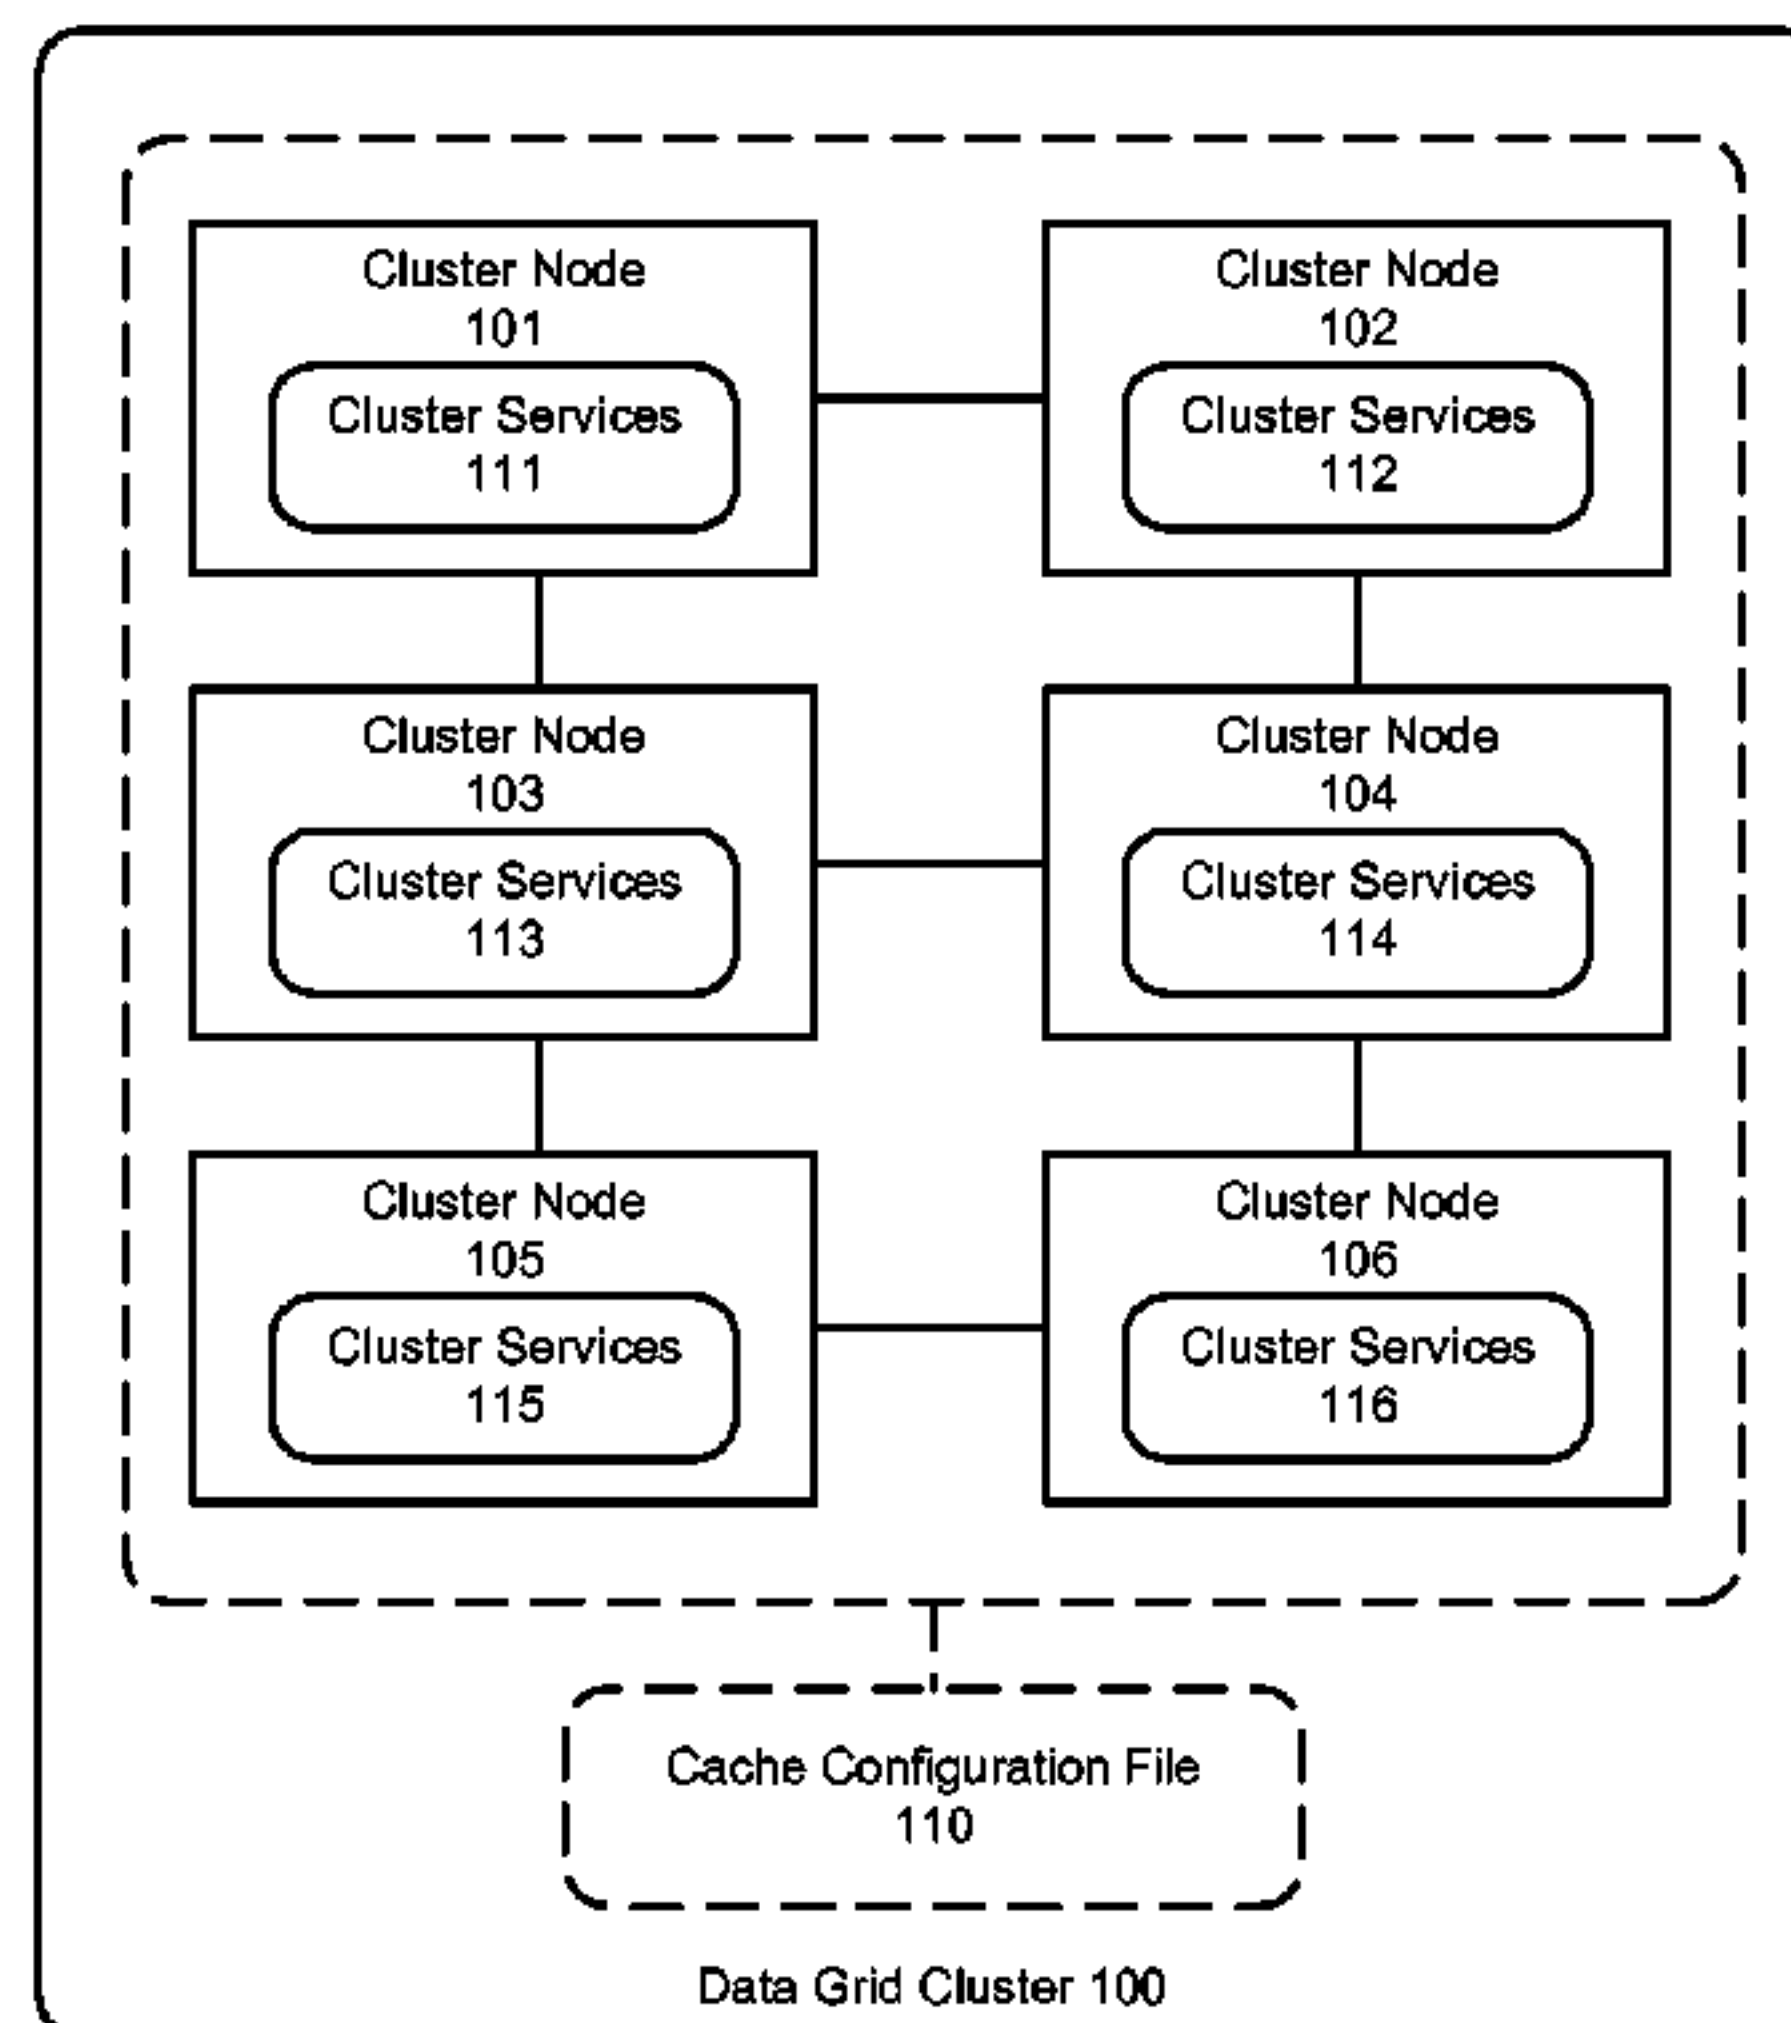 Cluster Node
101
Cluster Services
111
Cluster Node
102
Cluster Services
112
Cluster Node
103
Cluster Services
113
Cluster Node
104
Cluster Services
114
Cluster Node
105
Cluster Services
115
Cluster Node
106
Cluster Services
116
Cache Configuration File
110
Data Grid Cluster 100